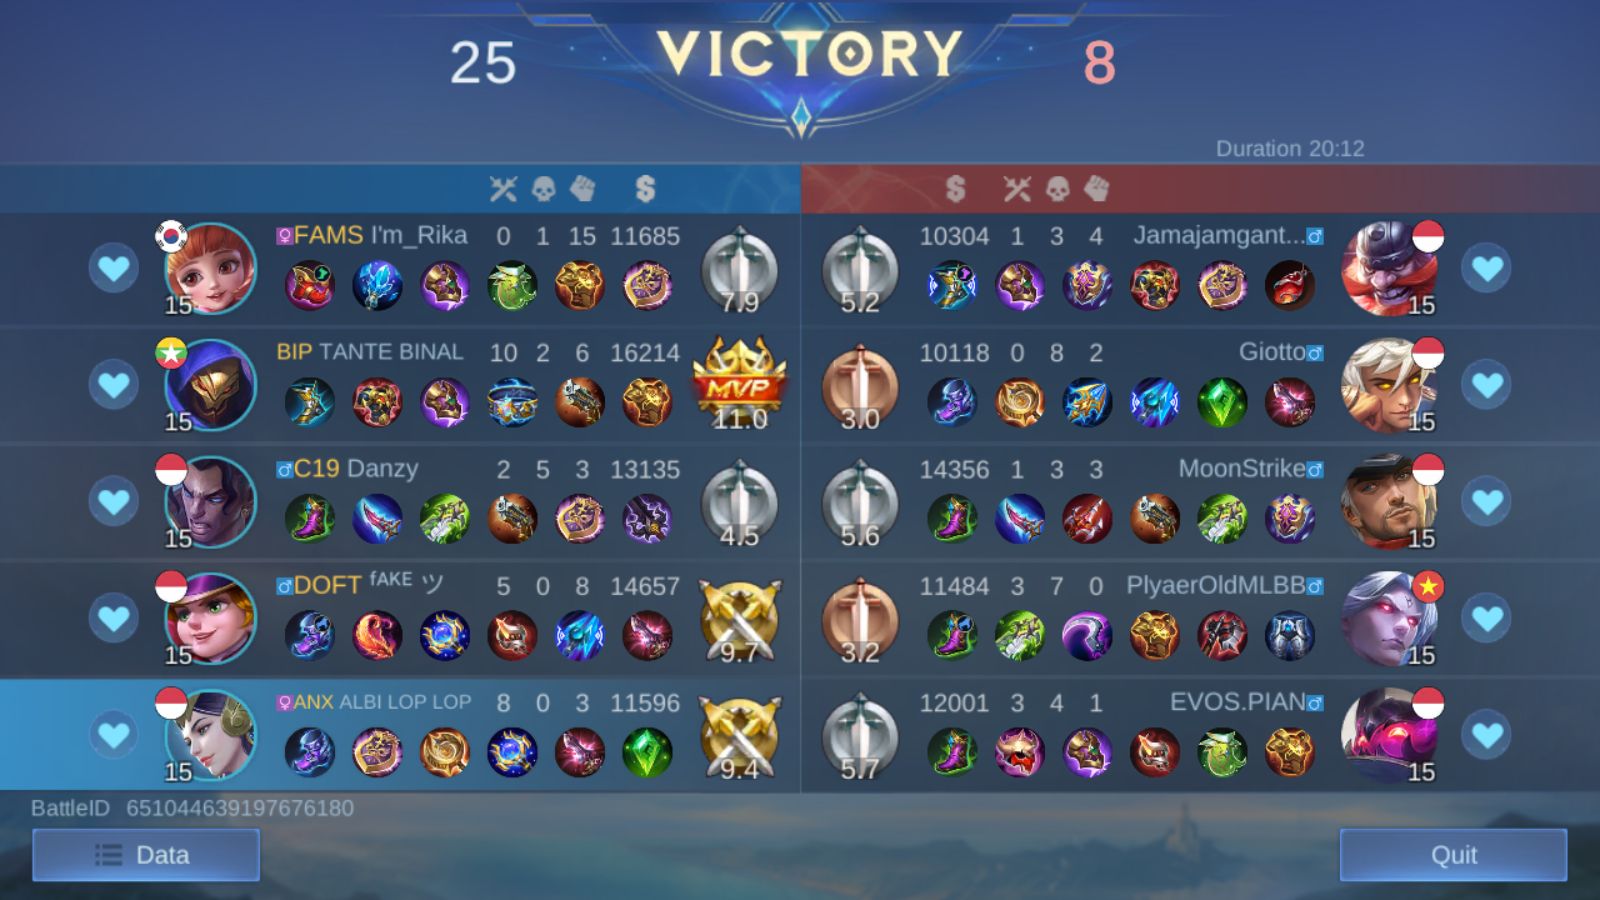 25 VICTORY 8
Duration 20:12
FAMS I'm_Rika 0 1 15 11685
15 7.9
10304 1 3 4 Jamajamgant...
5.2 15
BIP TANTE BINAL 10 2 6 16214
15 MVP 11.0
10118 0 8 2 Giotto
3.0 15
C19 Danzy 2 5 3 13135
15 4.5
14356 1 3 3 MoonStrike
5.6 15
DOFT fAKE ツ 5 0 8 14657
15 9.7
11484 3 7 0 PlyaerOldMLBB
3.2 15
ANX ALBI LOP LOP 8 0 3 11596
15 9.4
12001 3 4 1 EVOS.PIAN
5.7 15
BattleID 651044639197676180
Data
Quit